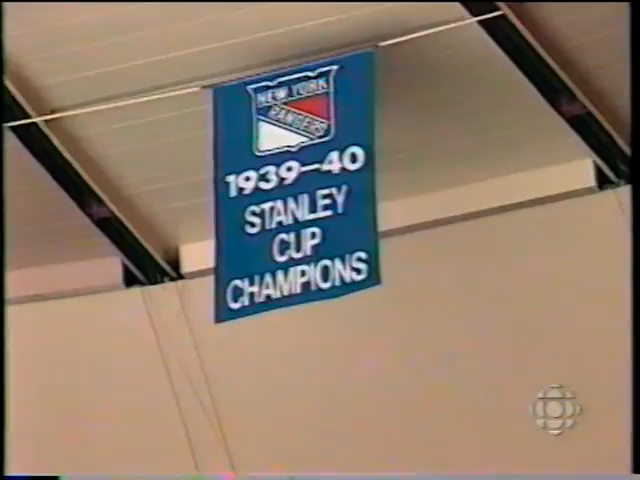 NEW YORK
RANGERS
1939-40
STANLEY
CUP
CHAMPIONS